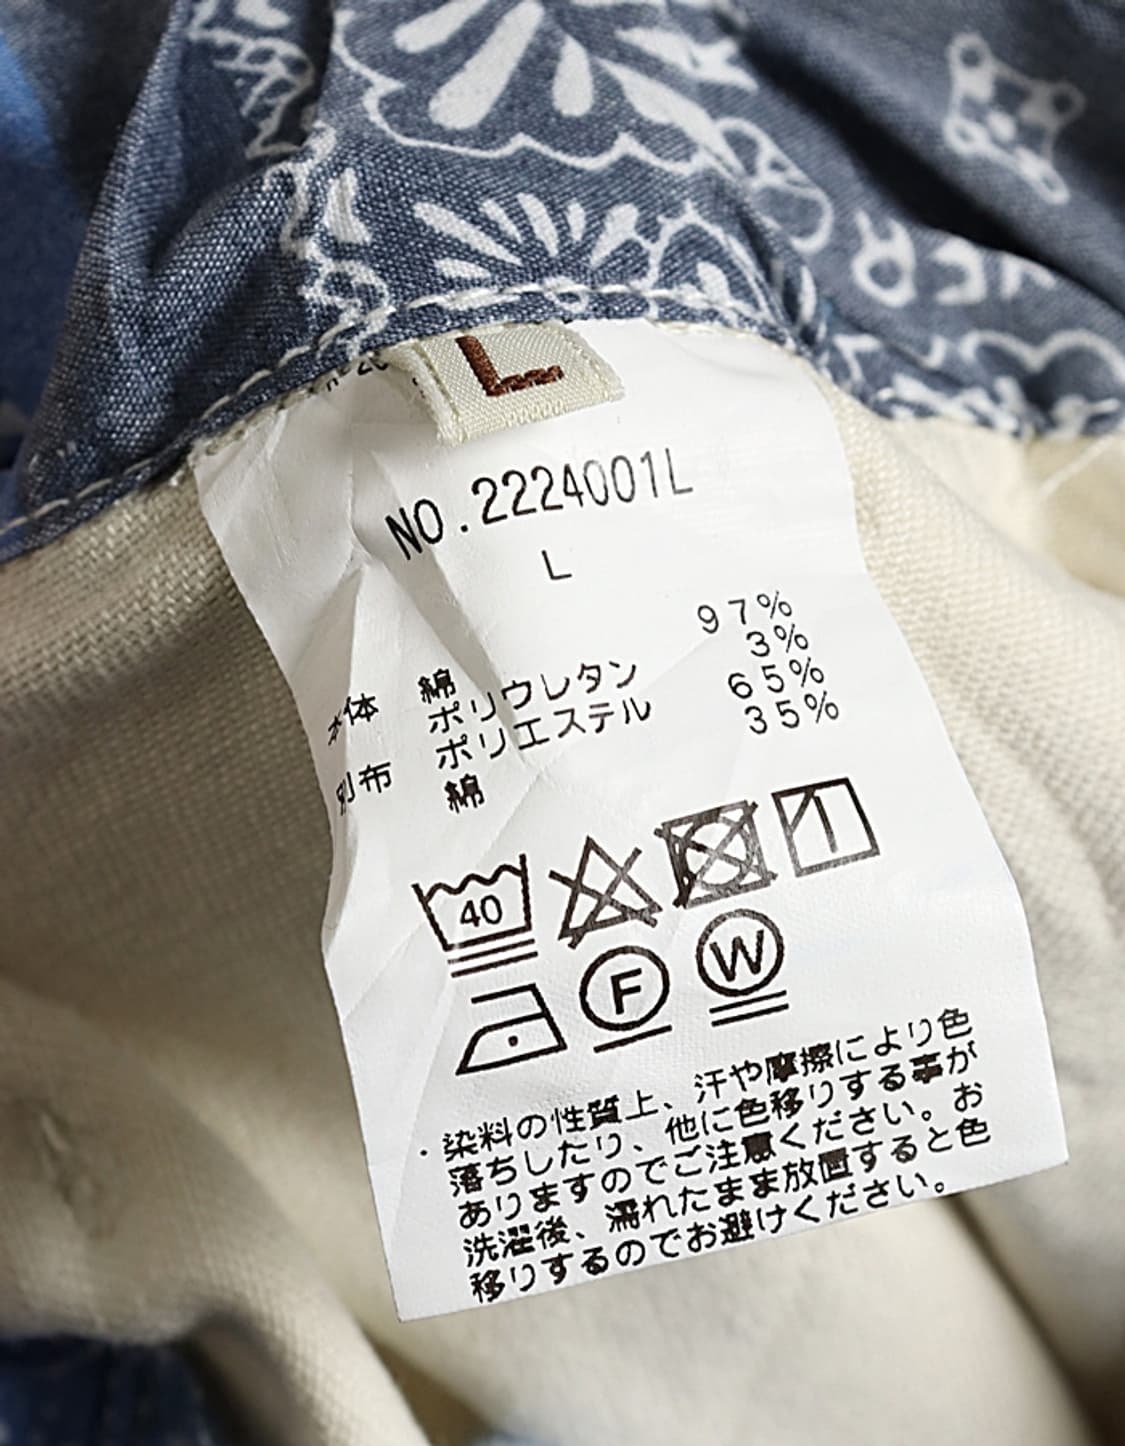 L
NO.2224001L
L
本体 綿 97%
ポリウレタン 3%
別布 ポリエステル 65%
綿 35%
40
F
W
・染料の性質上、汗や摩擦により色
落ちしたり、他に色移りする事が
ありますのでご注意ください。お
洗濯後、濡れたまま放置すると色
移りするのでお避けください。